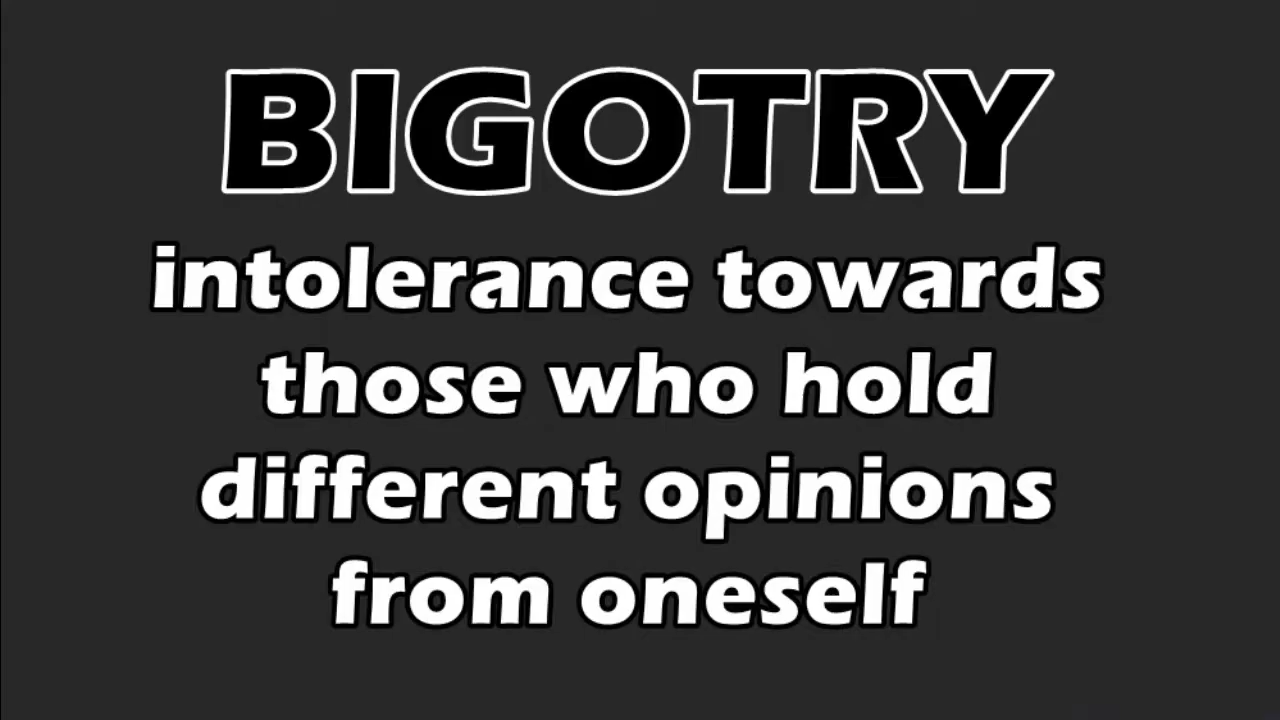 BIGOTRY
intolerance towards
those who hold
different opinions
from oneself